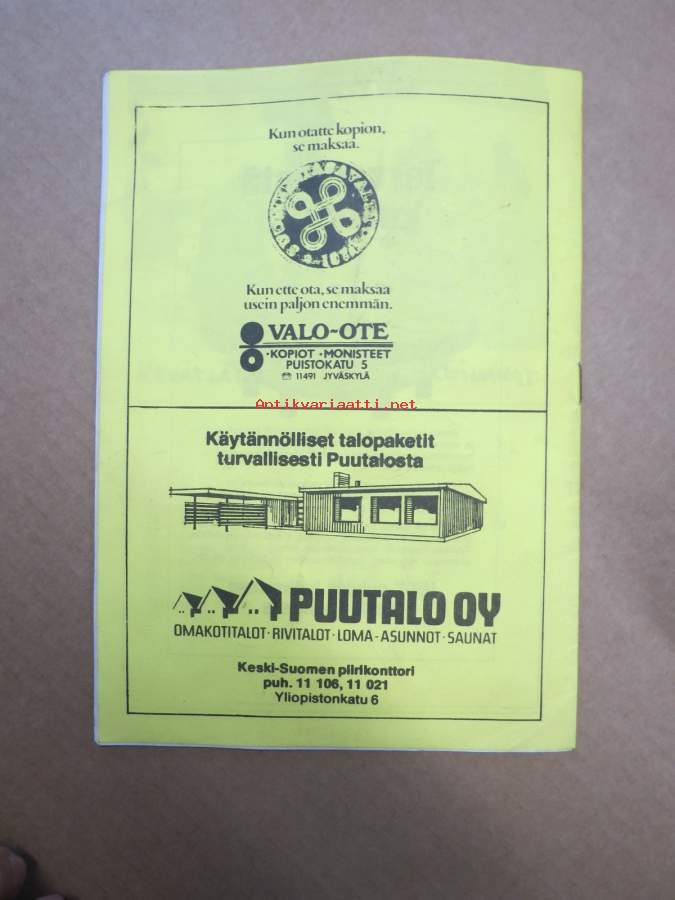 Kun otatte kopion,
se maksaa.
Kun ette ota, se maksaa
usein paljon enemmän.
VALO-OTE
·KOPIOT ·MONISTEET
PUISTOKATU 5
☎ 11491 JYVÄSKYLÄ
Antikvariaatti.net
Käytännölliset talopaketit
turvallisesti Puutalosta
PUUTALO OY
OMAKOTITALOT·RIVITALOT·LOMA-ASUNNOT·SAUNAT
Keski-Suomen piirikonttori
puh. 11 106, 11 021
Yliopistonkatu 6